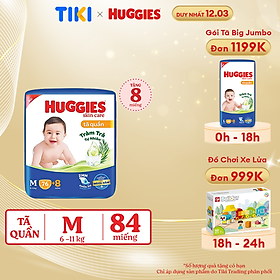 TIKI × HUGGIES
DUY NHẤT 12.03
Gói Tã Big Jumbo
Đơn 1199K
0h - 18h
Đồ Chơi Xe Lửa
Đơn 999K
18h - 24h
Tặng
8
miếng
HUGGIES
skin care
tã quần
Tràm Trà
Tự Nhiên
M 76+8
TÃ
QUẦN
M
6 -11 kg
84
miếng
*Số lượng quà tặng có hạn
Chỉ áp dụng sản phẩm do Tiki Trading phân phối